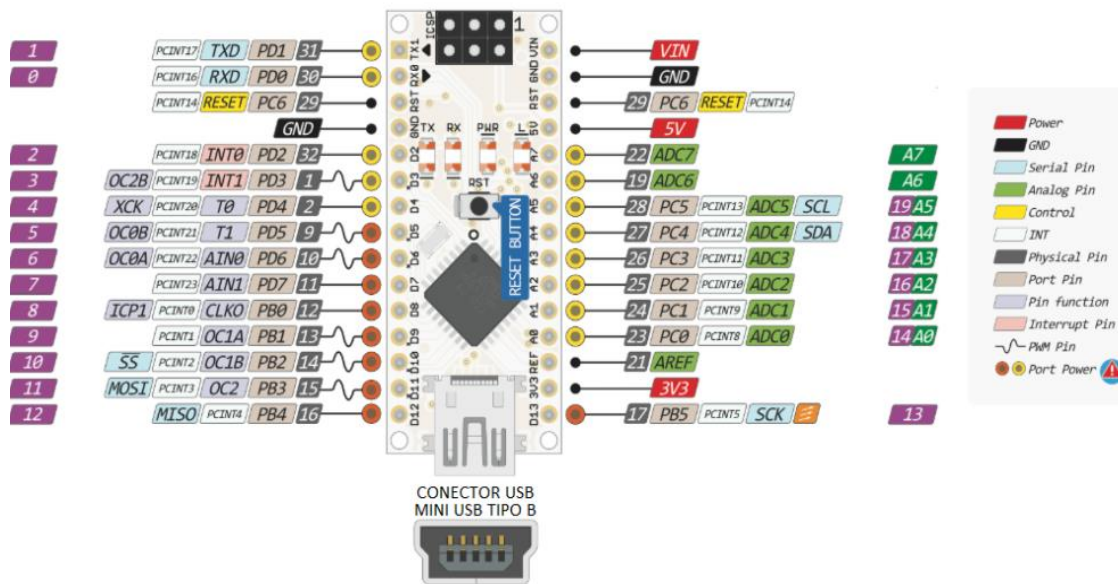 ICSP 1
1 PCINT17 TXD PD1 31 TX1 VIN VIN
0 PCINT16 RXD PD0 30 RX0 GND GND
PCINT14 RESET PC6 29 RST RST 29 PC6 RESET PCINT14
GND GND 5V 5V
TX RX PWR L
2 PCINT18 INT0 PD2 32 D2 A7 22 ADC7 A7
3 OC2B PCINT19 INT1 PD3 1 D3 A6 19 ADC6 A6
RST
4 XCK PCINT20 T0 PD4 2 D4 A5 28 PC5 PCINT13 ADC5 SCL 19 A5
5 OC0B PCINT21 T1 PD5 9 D5 A4 27 PC4 PCINT12 ADC4 SDA 18 A4
6 OC0A PCINT22 AIN0 PD6 10 D6 A3 26 PC3 PCINT11 ADC3 17 A3
RESET BUTTON
7 PCINT23 AIN1 PD7 11 D7 A2 25 PC2 PCINT10 ADC2 16 A2
8 ICP1 PCINT0 CLKO PB0 12 D8 A1 24 PC1 PCINT9 ADC1 15 A1
9 PCINT1 OC1A PB1 13 D9 A0 23 PC0 PCINT8 ADC0 14 A0
10 SS PCINT2 OC1B PB2 14 D10 REF 21 AREF
11 MOSI PCINT3 OC2 PB3 15 D11 3V3 3V3
12 MISO PCINT4 PB4 16 D12 D13 17 PB5 PCINT5 SCK 13
CONECTOR USB
MINI USB TIPO B
Power
GND
Serial Pin
Analog Pin
Control
INT
Physical Pin
Port Pin
Pin function
Interrupt Pin
PWM Pin
Port Power